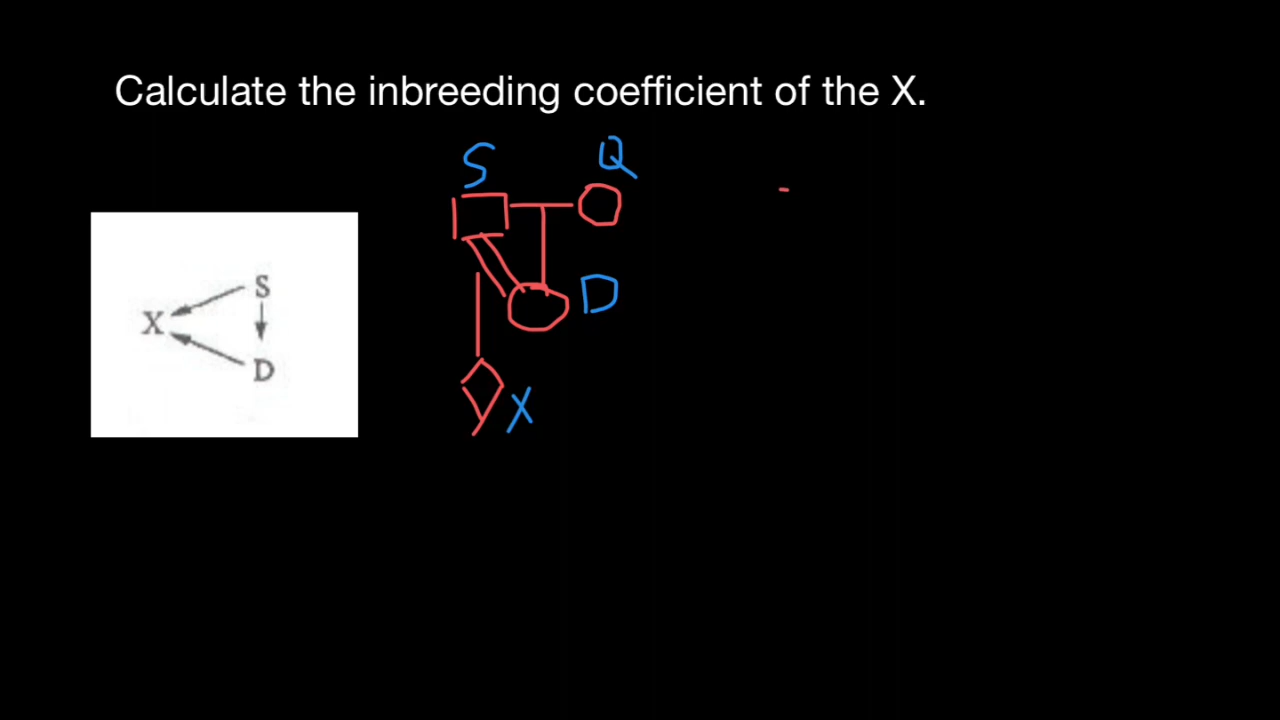 Calculate the inbreeding coefficient of the X.
S Q
S
X
D
D
X